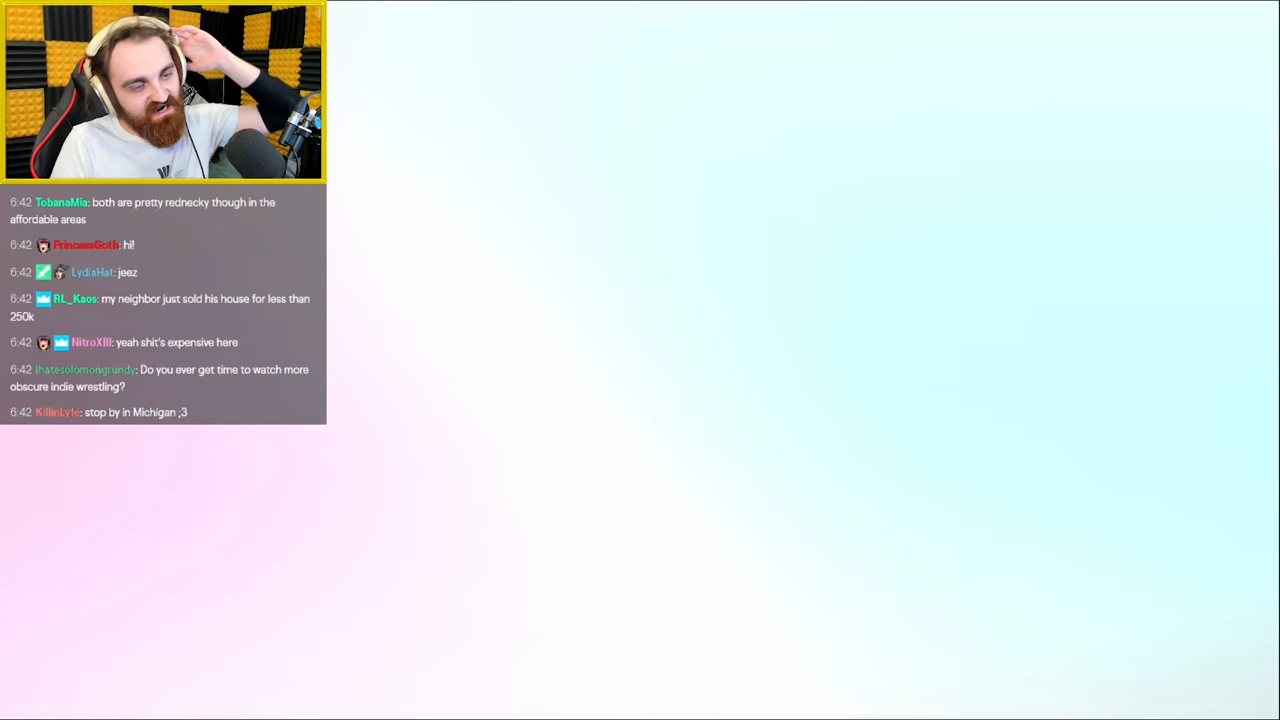 6:42 TobanaMia: both are pretty rednecky though in the
affordable areas
6:42 PrincessGoth: hi!
6:42 LydiaHat: jeez
6:42 RL_Kaos: my neighbor just sold his house for less than
250k
6:42 NitroXIII: yeah shit's expensive here
6:42 ihatesolomongrundy: Do you ever get time to watch more
obscure indie wrestling?
6:42 KillinLyfe: stop by in Michigan ;3